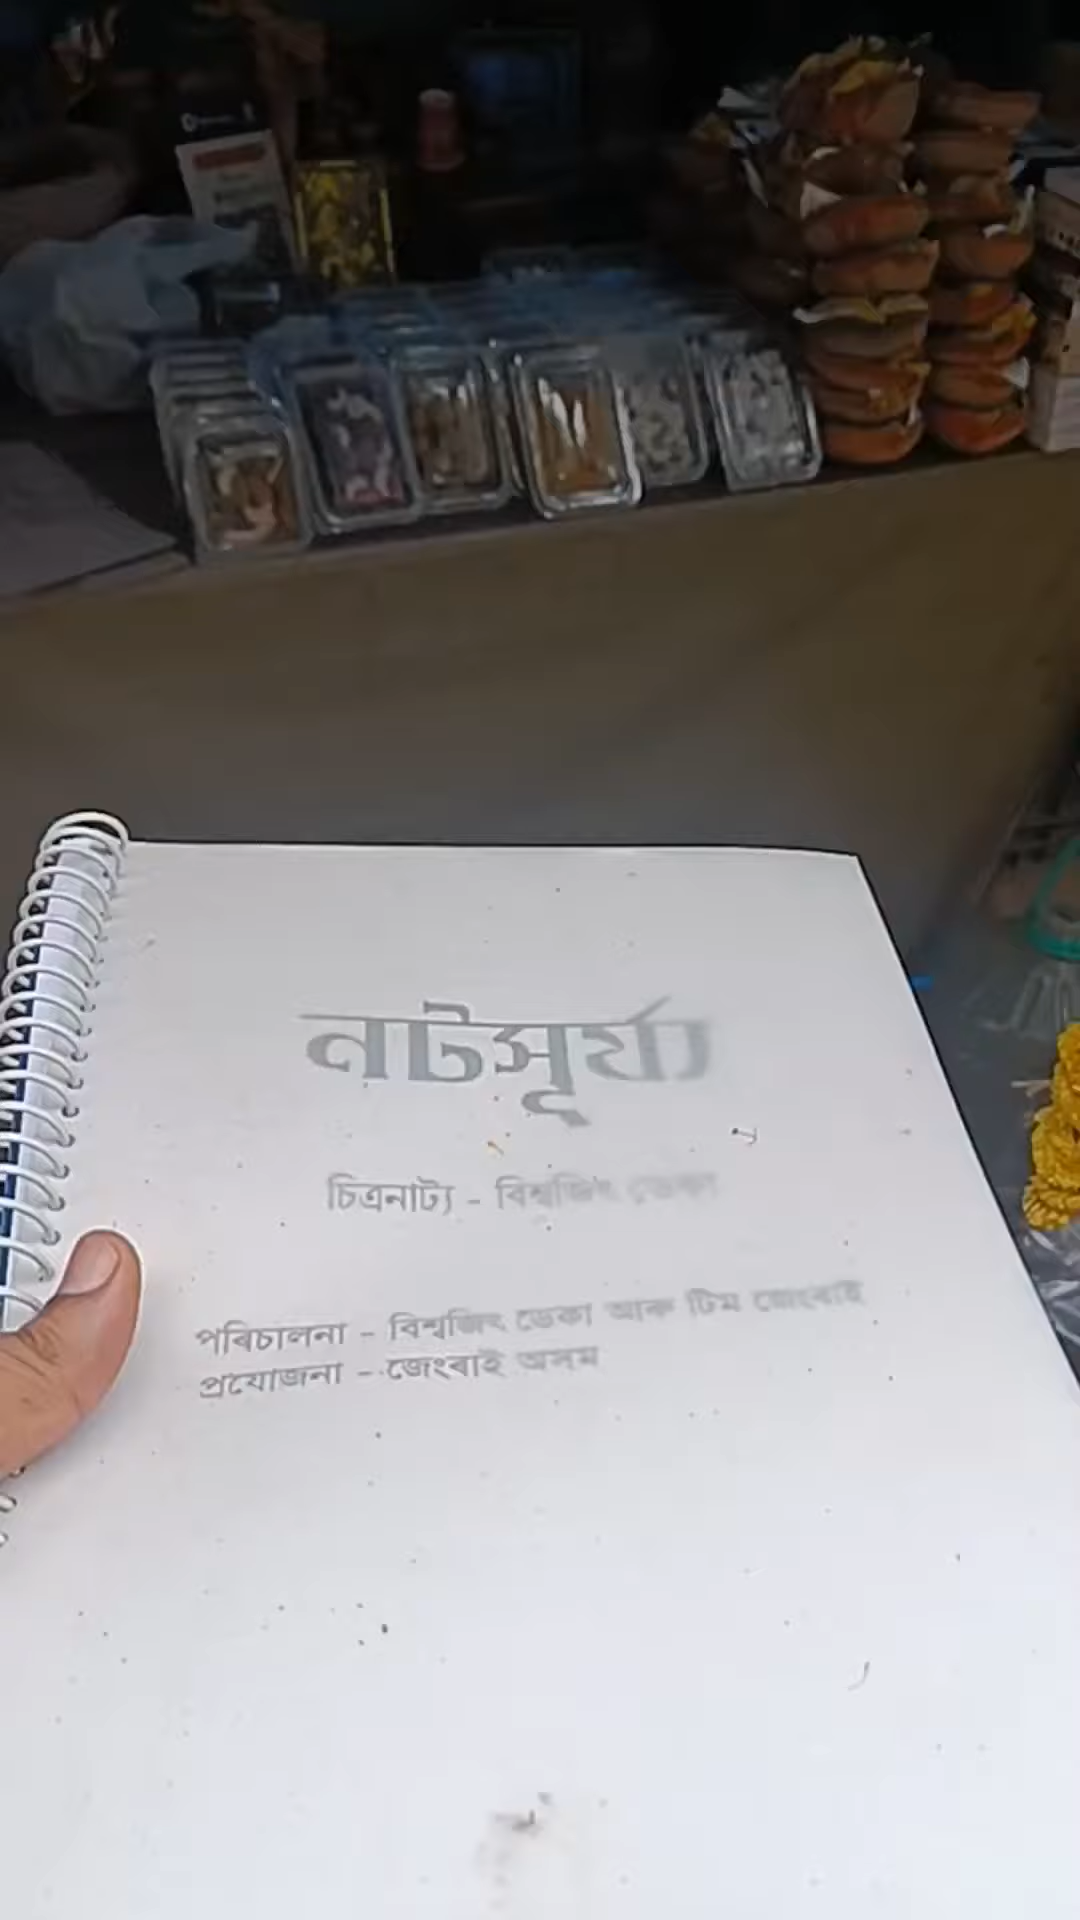 নটসূৰ্য্য
চিত্ৰনাট্য - বিশ্বজিৎ ডেকা
পৰিচালনা - বিশ্বজিৎ ডেকা আৰু টিম জেংৰাই
প্ৰযোজনা - জেংৰাই অসম